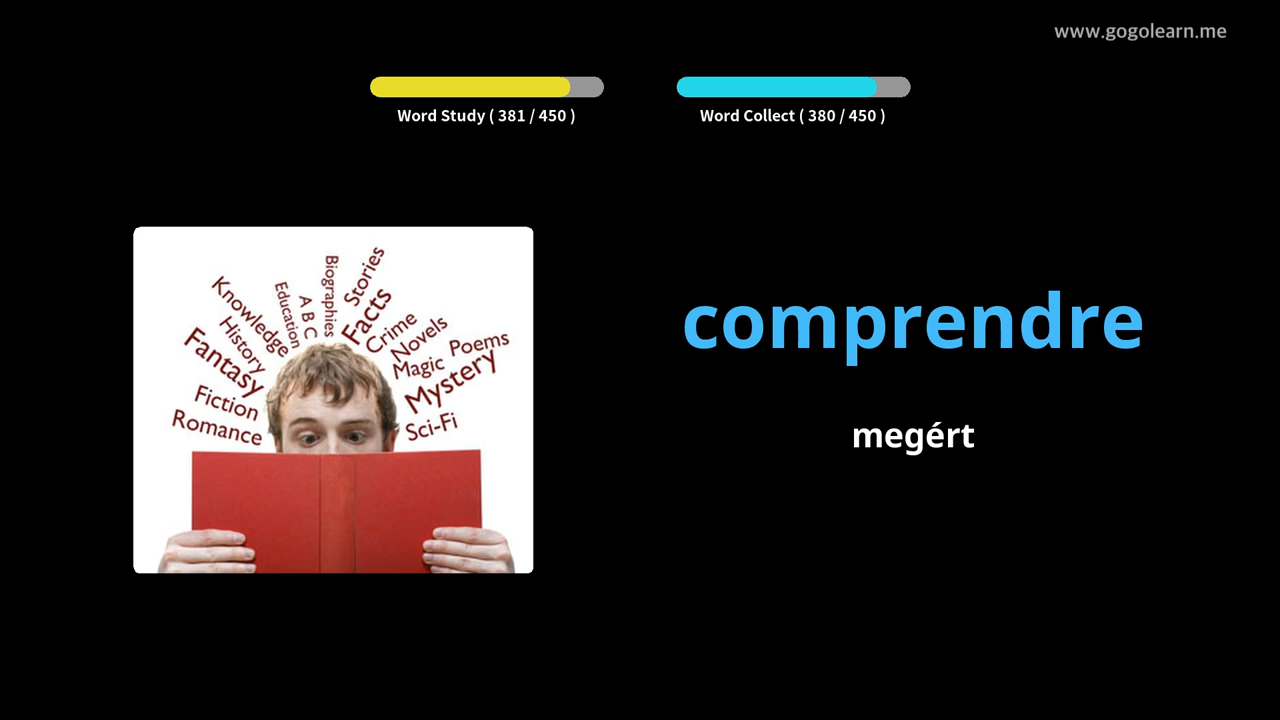 www.gogolearn.me
Word Study ( 381 / 450 )
Word Collect ( 380 / 450 )
Stories
Biographies
Facts
A B C
Education
Knowledge
History
Crime
Novels
Poems
Magic
Fantasy
Mystery
Fiction
Romance
Sci-Fi
comprendre
megért